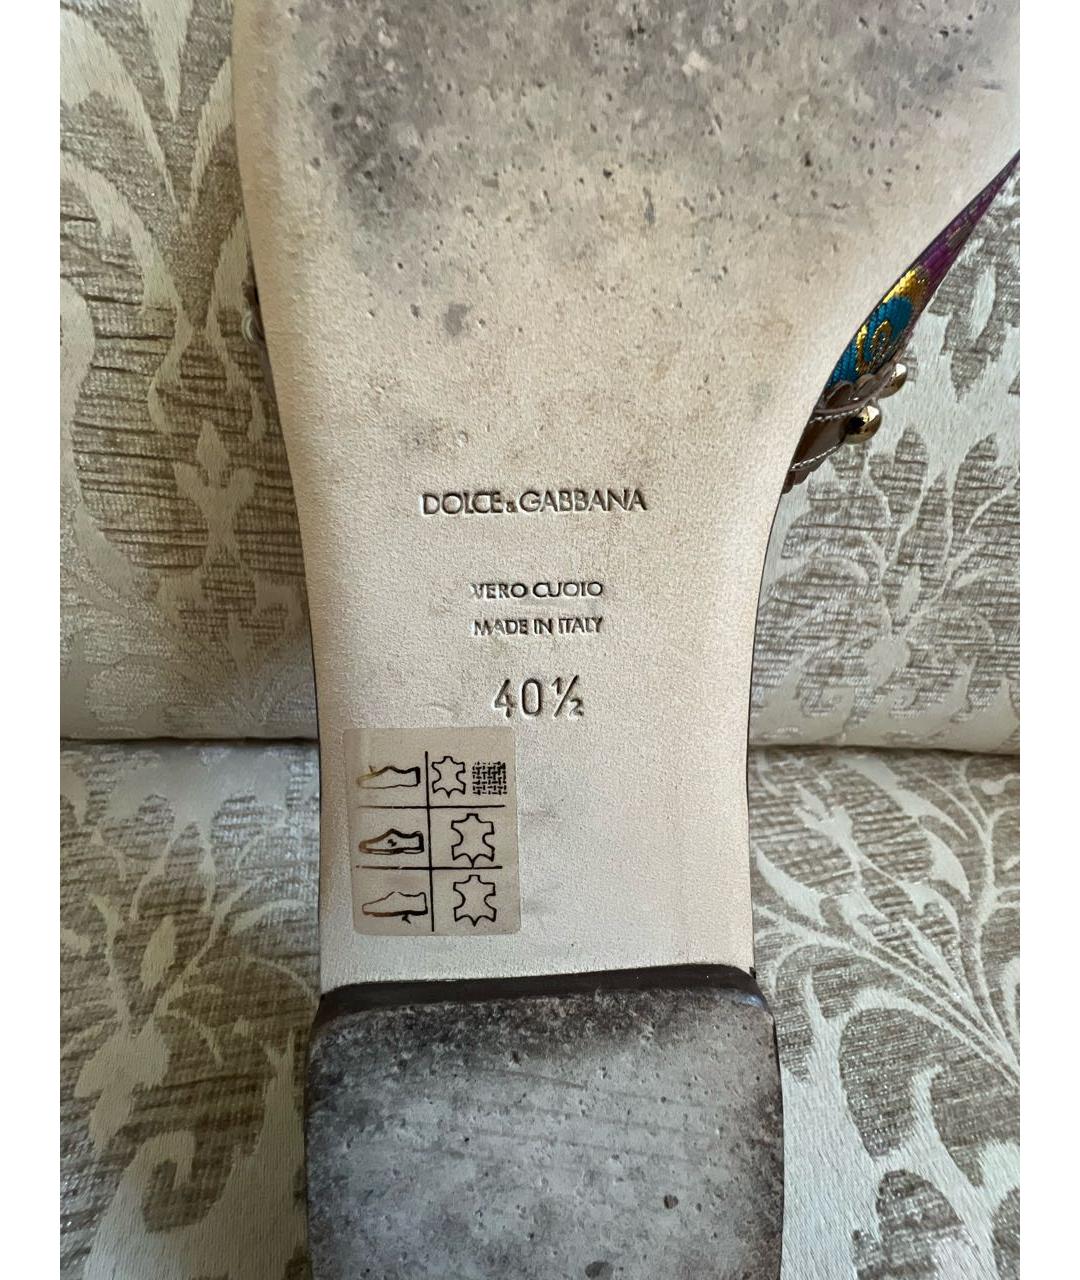 DOLCE&GABBANA
VERO CUOIO
MADE IN ITALY
40½